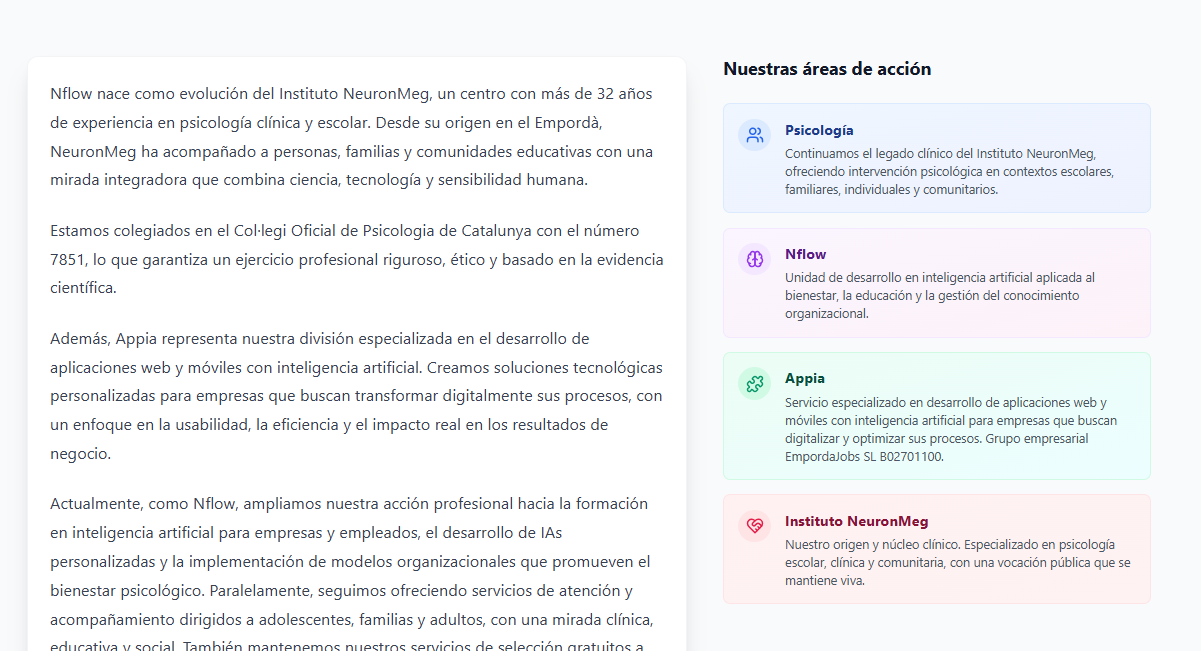 Nflow nace como evolución del Instituto NeuronMeg, un centro con más de 32 años
de experiencia en psicología clínica y escolar. Desde su origen en el Empordà,
NeuronMeg ha acompañado a personas, familias y comunidades educativas con una
mirada integradora que combina ciencia, tecnología y sensibilidad humana.
Estamos colegiados en el Col·legi Oficial de Psicologia de Catalunya con el número
7851, lo que garantiza un ejercicio profesional riguroso, ético y basado en la evidencia
científica.
Además, Appia representa nuestra división especializada en el desarrollo de
aplicaciones web y móviles con inteligencia artificial. Creamos soluciones tecnológicas
personalizadas para empresas que buscan transformar digitalmente sus procesos, con
un enfoque en la usabilidad, la eficiencia y el impacto real en los resultados de
negocio.
Actualmente, como Nflow, ampliamos nuestra acción profesional hacia la formación
en inteligencia artificial para empresas y empleados, el desarrollo de IAs
personalizadas y la implementación de modelos organizacionales que promueven el
bienestar psicológico. Paralelamente, seguimos ofreciendo servicios de atención y
acompañamiento dirigidos a adolescentes, familias y adultos, con una mirada clínica,
educativa y social. También mantenemos nuestros servicios de selección gratuitos a
Nuestras áreas de acción
Psicología
Continuamos el legado clínico del Instituto NeuronMeg,
ofreciendo intervención psicológica en contextos escolares,
familiares, individuales y comunitarios.
Nflow
Unidad de desarrollo en inteligencia artificial aplicada al
bienestar, la educación y la gestión del conocimiento
organizacional.
Appia
Servicio especializado en desarrollo de aplicaciones web y
móviles con inteligencia artificial para empresas que buscan
digitalizar y optimizar sus procesos. Grupo empresarial
EmpordaJobs SL B02701100.
Instituto NeuronMeg
Nuestro origen y núcleo clínico. Especializado en psicología
escolar, clínica y comunitaria, con una vocación pública que se
mantiene viva.